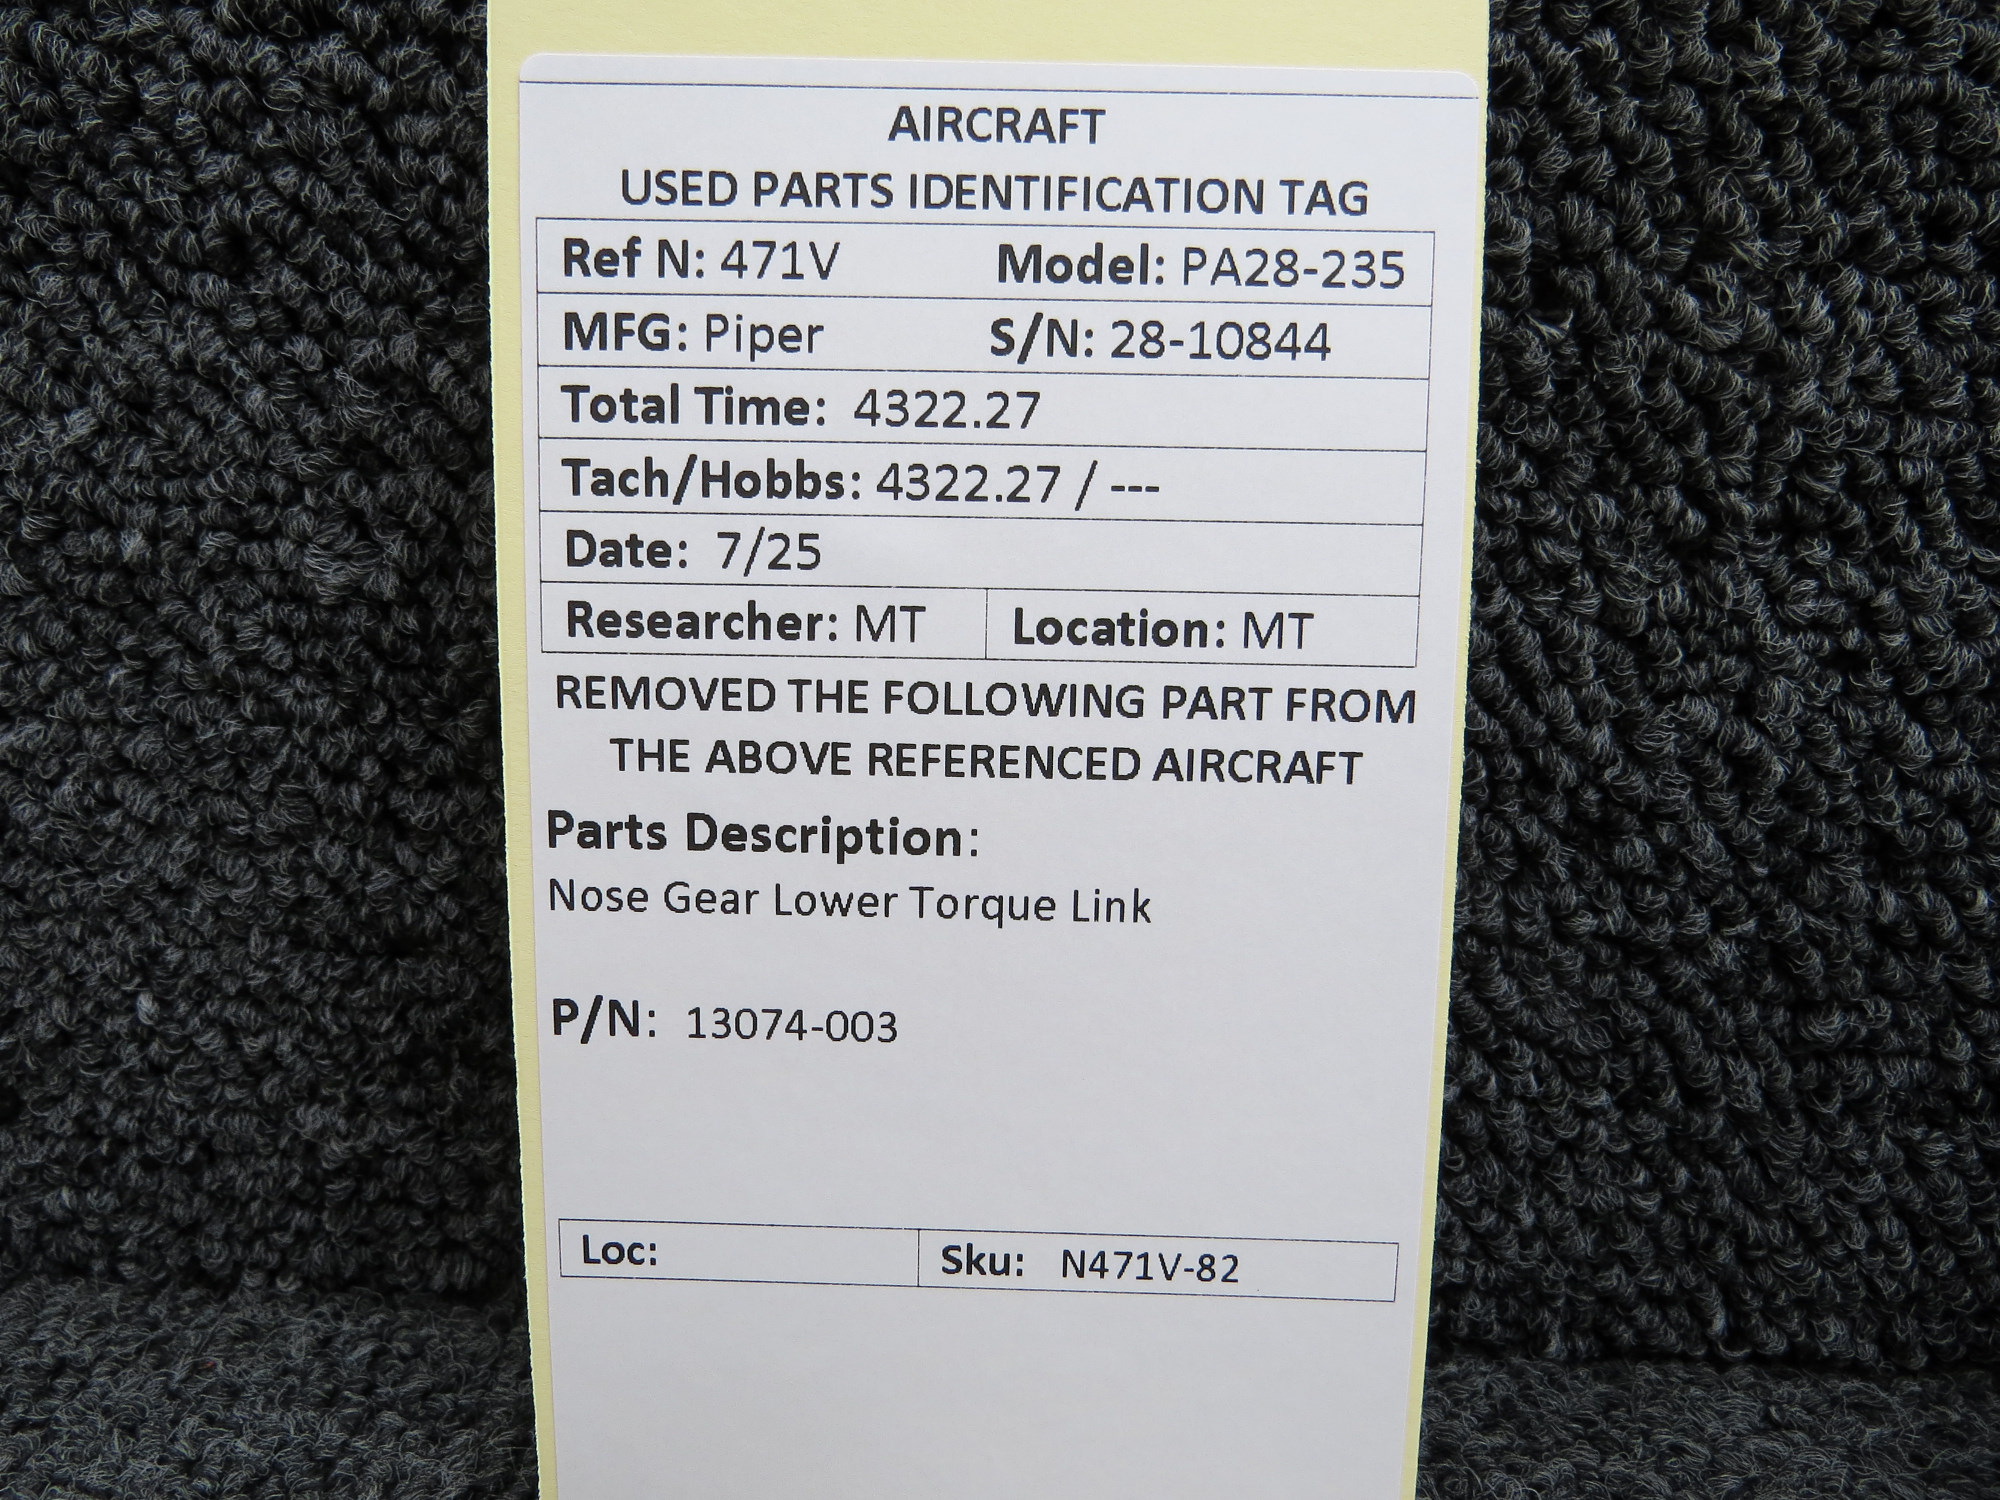 AIRCRAFT
USED PARTS IDENTIFICATION TAG
Ref N: 471V Model: PA28-235
MFG: Piper S/N: 28-10844
Total Time: 4322.27
Tach/Hobbs: 4322.27 / ---
Date: 7/25
Researcher: MT Location: MT
REMOVED THE FOLLOWING PART FROM
THE ABOVE REFERENCED AIRCRAFT
Parts Description:
Nose Gear Lower Torque Link
P/N: 13074-003
Loc: Sku: N471V-82